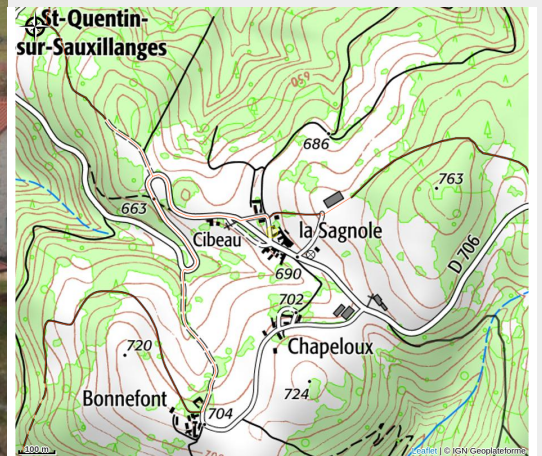 St-Quentin-
sur-Sauxillanges
650
686
763
663
Cibeau
la Sagnole
D 706
690
702
720
Chapeloux
724
Bonnefont
704
100 m
Leaflet | © IGN Geoplateforme